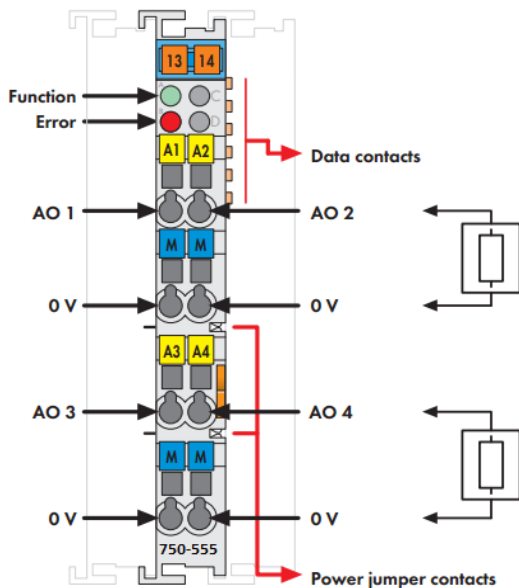 13 14
A C
Function
Error
D
A1 A2
Data contacts
AO 1
AO 2
M M
0 V
0 V
A3 A4
AO 3
AO 4
M M
0 V
0 V
750-555
Power jumper contacts